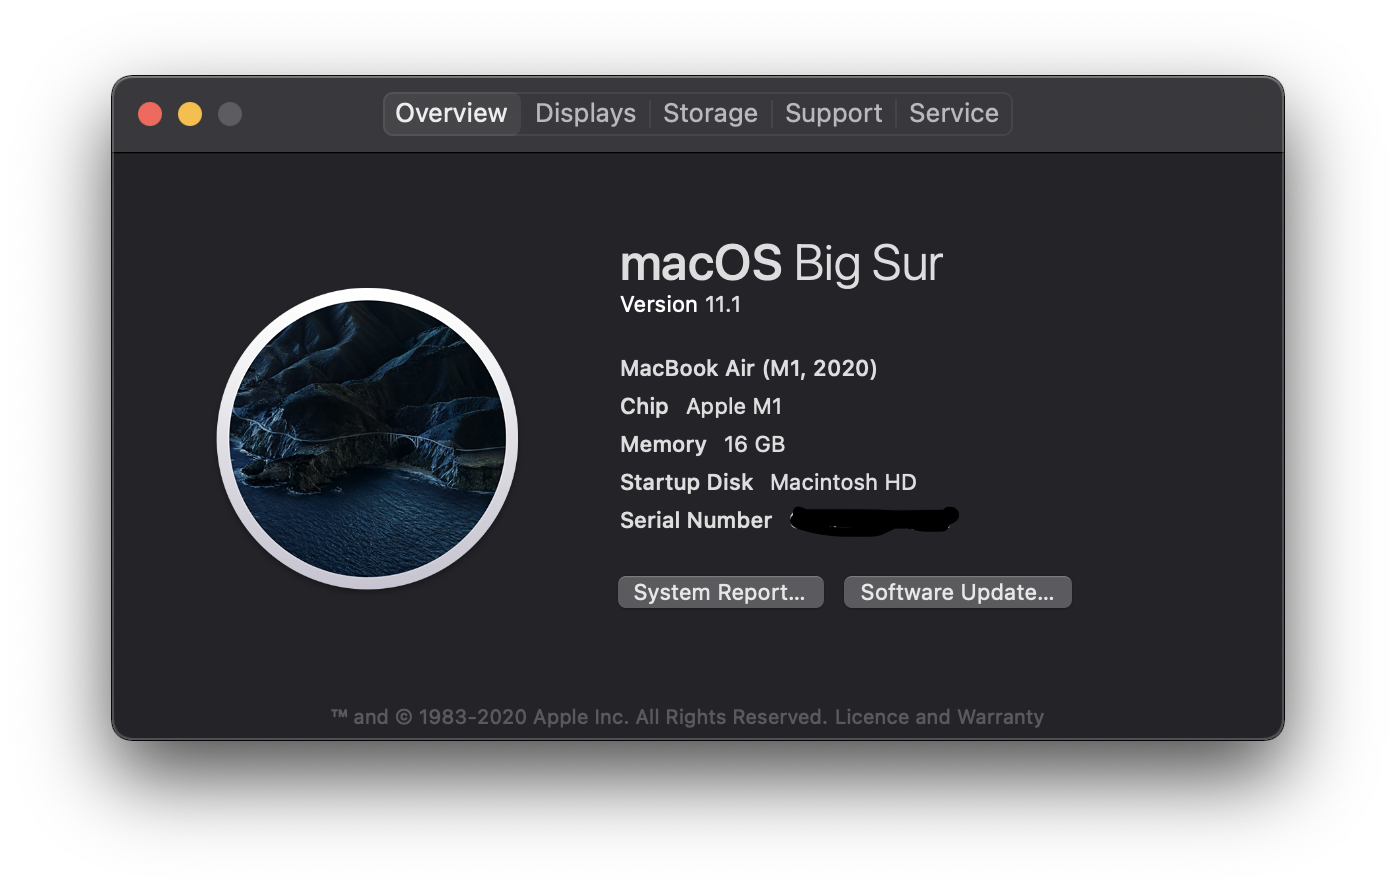 Overview Displays Storage Support Service
macOS Big Sur
Version 11.1
MacBook Air (M1, 2020)
Chip Apple M1
Memory 16 GB
Startup Disk Macintosh HD
Serial Number
System Report... Software Update...
™ and © 1983-2020 Apple Inc. All Rights Reserved. Licence and Warranty